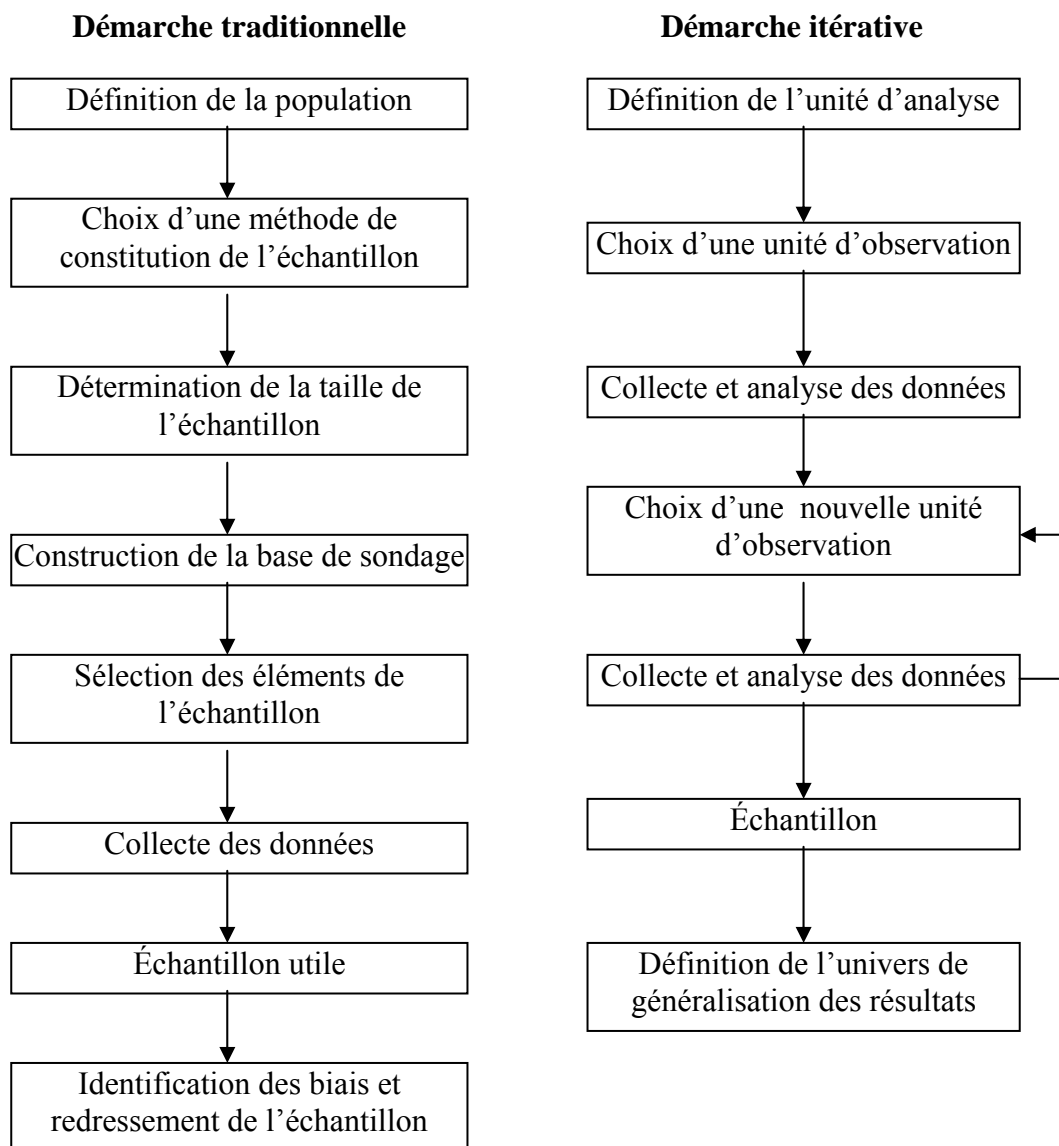 Démarche traditionnelle
Définition de la population
Choix d’une méthode de
constitution de l’échantillon
Détermination de la taille de
l’échantillon
Construction de la base de sondage
Sélection des éléments de
l’échantillon
Collecte des données
Échantillon utile
Identification des biais et
redressement de l’échantillon
Démarche itérative
Définition de l’unité d’analyse
Choix d’une unité d’observation
Collecte et analyse des données
Choix d’une nouvelle unité
d’observation
Collecte et analyse des données
Échantillon
Définition de l’univers de
généralisation des résultats